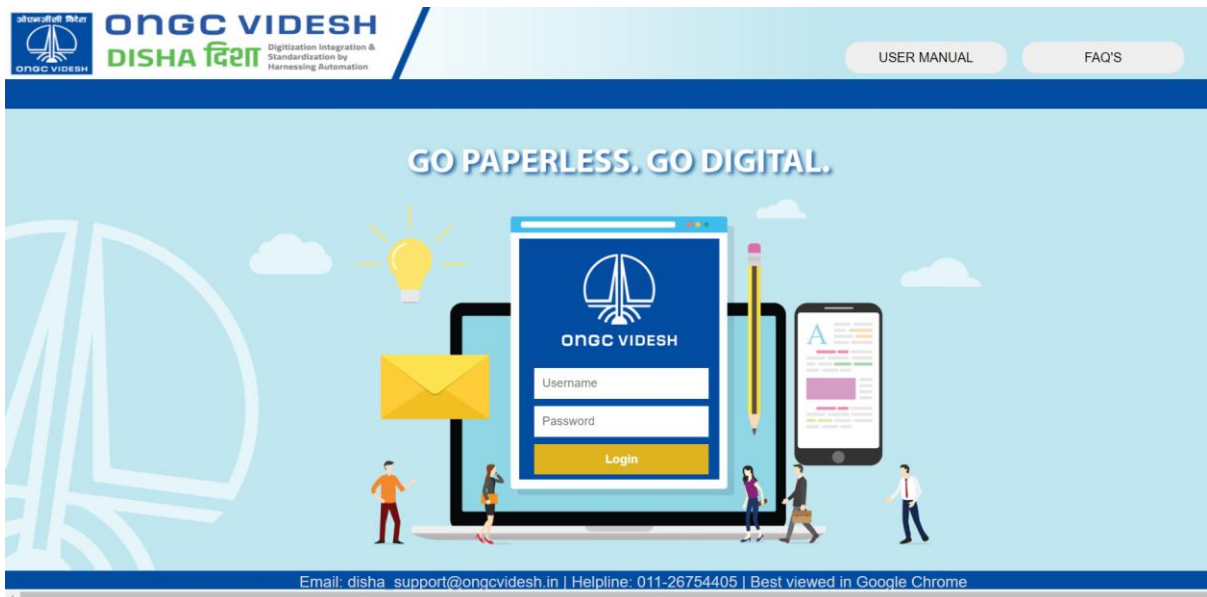 ओएनजीसी विदेश
ONGC VIDESH
ONGC VIDESH
DISHA दिशा
Digitization Integration &
Standardization by
Harnessing Automation
USER MANUAL
FAQ'S
GO PAPERLESS. GO DIGITAL.
ONGC VIDESH
Username
Password
Login
A
Email: disha_support@ongcvidesh.in | Helpline: 011-26754405 | Best viewed in Google Chrome